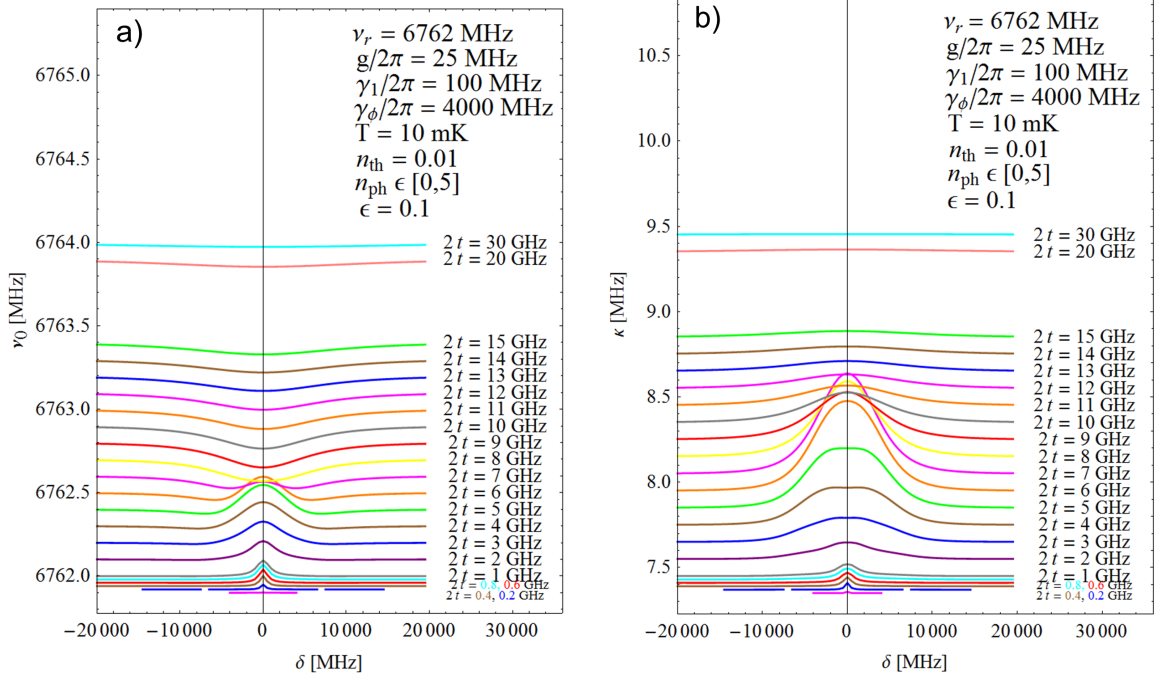 a)
ν_r = 6762 MHz
g/2π = 25 MHz
γ_1/2π = 100 MHz
γ_ϕ/2π = 4000 MHz
T = 10 mK
n_th = 0.01
n_ph ϵ [0,5]
ϵ = 0.1
6765.0
6764.5
6764.0
6763.5
6763.0
6762.5
6762.0
ν_0 [MHz]
2 t = 30 GHz
2 t = 20 GHz
2 t = 15 GHz
2 t = 14 GHz
2 t = 13 GHz
2 t = 12 GHz
2 t = 11 GHz
2 t = 10 GHz
2 t = 9 GHz
2 t = 8 GHz
2 t = 7 GHz
2 t = 6 GHz
2 t = 5 GHz
2 t = 4 GHz
2 t = 3 GHz
2 t = 2 GHz
2 t = 1 GHz
2 t = 0.8, 0.6 GHz
2 t = 0.4, 0.2 GHz
−20 000 −10 000 0 10 000 20 000 30 000
δ [MHz]
b)
ν_r = 6762 MHz
g/2π = 25 MHz
γ_1/2π = 100 MHz
γ_ϕ/2π = 4000 MHz
T = 10 mK
n_th = 0.01
n_ph ϵ [0,5]
ϵ = 0.1
10.5
10.0
9.5
9.0
8.5
8.0
7.5
κ [MHz]
2 t = 30 GHz
2 t = 20 GHz
2 t = 15 GHz
2 t = 14 GHz
2 t = 13 GHz
2 t = 12 GHz
2 t = 11 GHz
2 t = 10 GHz
2 t = 9 GHz
2 t = 8 GHz
2 t = 7 GHz
2 t = 6 GHz
2 t = 5 GHz
2 t = 4 GHz
2 t = 3 GHz
2 t = 2 GHz
2 t = 1 GHz
2 t = 0.8, 0.6 GHz
2 t = 0.4, 0.2 GHz
−20 000 −10 000 0 10 000 20 000 30 000
δ [MHz]